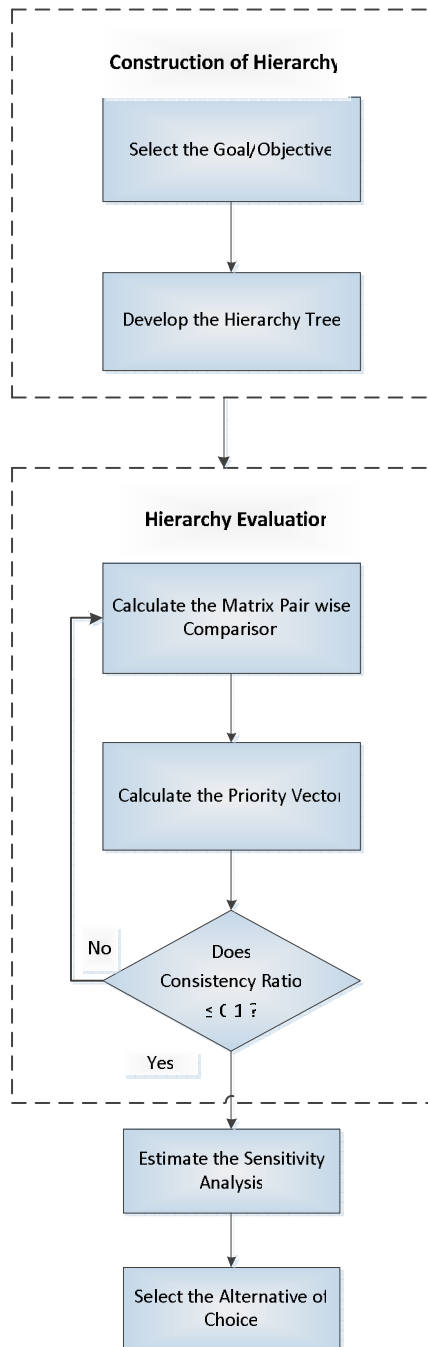 Construction of Hierarchy
Select the Goal/Objective
Develop the Hierarchy Tree
Hierarchy Evaluation
Calculate the Matrix Pair wise
Comparisor
Calculate the Priority Vector
No
Does
Consistency Ratio
Yes
Estimate the Sensitivity
Analysis
Select the Alternative of
Choice